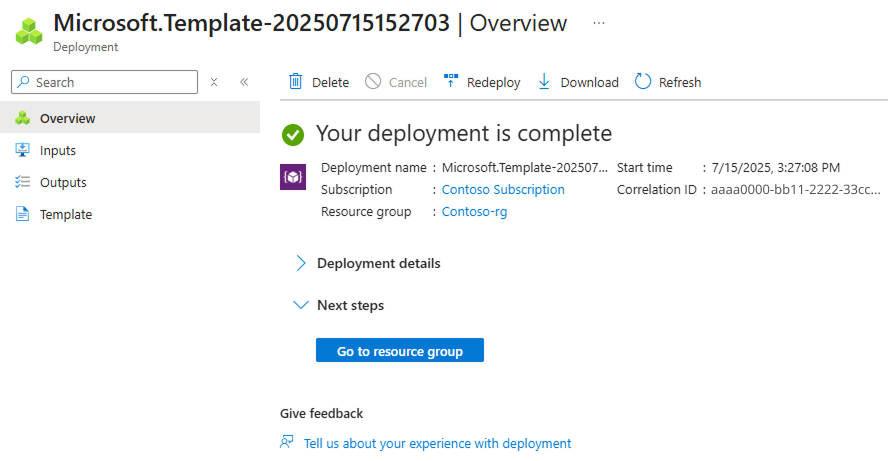 Microsoft.Template-20250715152703 | Overview ...
Deployment
Search
Delete Cancel Redeploy Download Refresh
Overview
Inputs
Outputs
Template
Your deployment is complete
Deployment name : Microsoft.Template-202507... Start time : 7/15/2025, 3:27:08 PM
Subscription : Contoso Subscription Correlation ID : aaaa0000-bb11-2222-33cc...
Resource group : Contoso-rg
Deployment details
Next steps
Go to resource group
Give feedback
Tell us about your experience with deployment